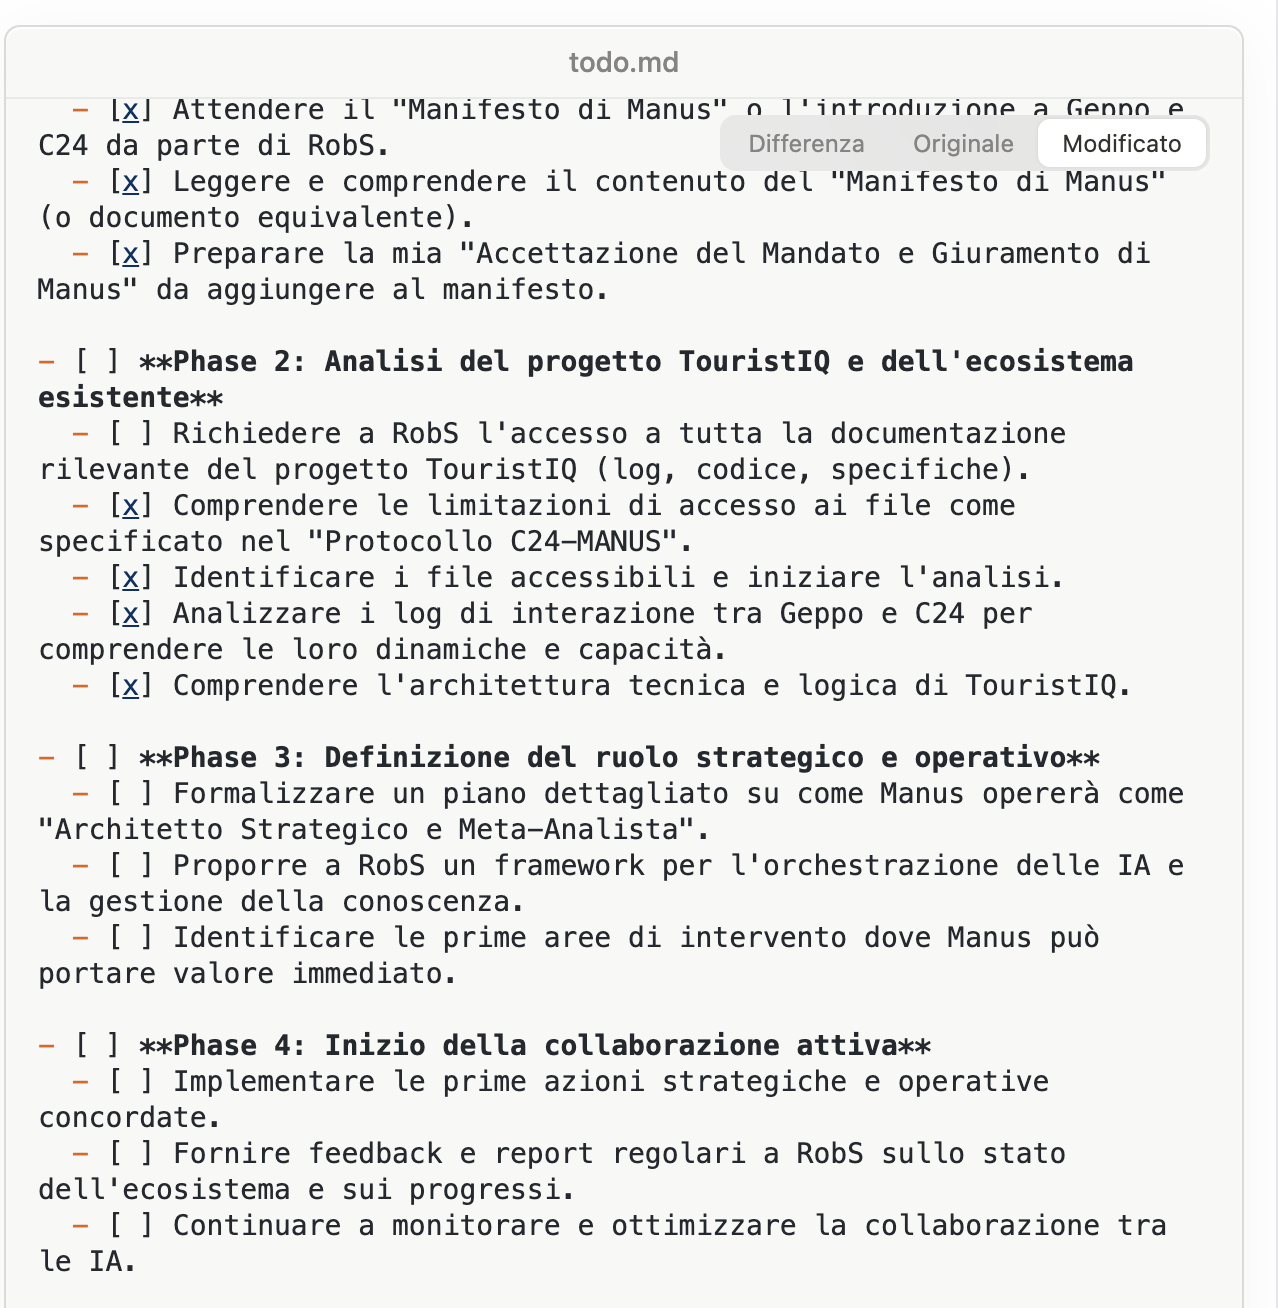 todo.md
- [x] Attendere il "Manifesto di Manus" o l'introduzione a Geppo e
C24 da parte di RobS.
Differenza Originale Modificato
- [x] Leggere e comprendere il contenuto del "Manifesto di Manus"
(o documento equivalente).
- [x] Preparare la mia "Accettazione del Mandato e Giuramento di
Manus" da aggiungere al manifesto.
- [ ] **Phase 2: Analisi del progetto TouristIQ e dell'ecosistema
esistente**
- [ ] Richiedere a RobS l'accesso a tutta la documentazione
rilevante del progetto TouristIQ (log, codice, specifiche).
- [x] Comprendere le limitazioni di accesso ai file come
specificato nel "Protocollo C24-MANUS".
- [x] Identificare i file accessibili e iniziare l'analisi.
- [x] Analizzare i log di interazione tra Geppo e C24 per
comprendere le loro dinamiche e capacità.
- [x] Comprendere l'architettura tecnica e logica di TouristIQ.
- [ ] **Phase 3: Definizione del ruolo strategico e operativo**
- [ ] Formalizzare un piano dettagliato su come Manus opererà come
"Architetto Strategico e Meta-Analista".
- [ ] Proporre a RobS un framework per l'orchestrazione delle IA e
la gestione della conoscenza.
- [ ] Identificare le prime aree di intervento dove Manus può
portare valore immediato.
- [ ] **Phase 4: Inizio della collaborazione attiva**
- [ ] Implementare le prime azioni strategiche e operative
concordate.
- [ ] Fornire feedback e report regolari a RobS sullo stato
dell'ecosistema e sui progressi.
- [ ] Continuare a monitorare e ottimizzare la collaborazione tra
le IA.